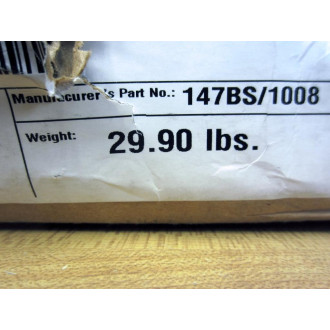 Manufacturer's Part No.: 147BS/1008
Weight: 29.90 lbs.